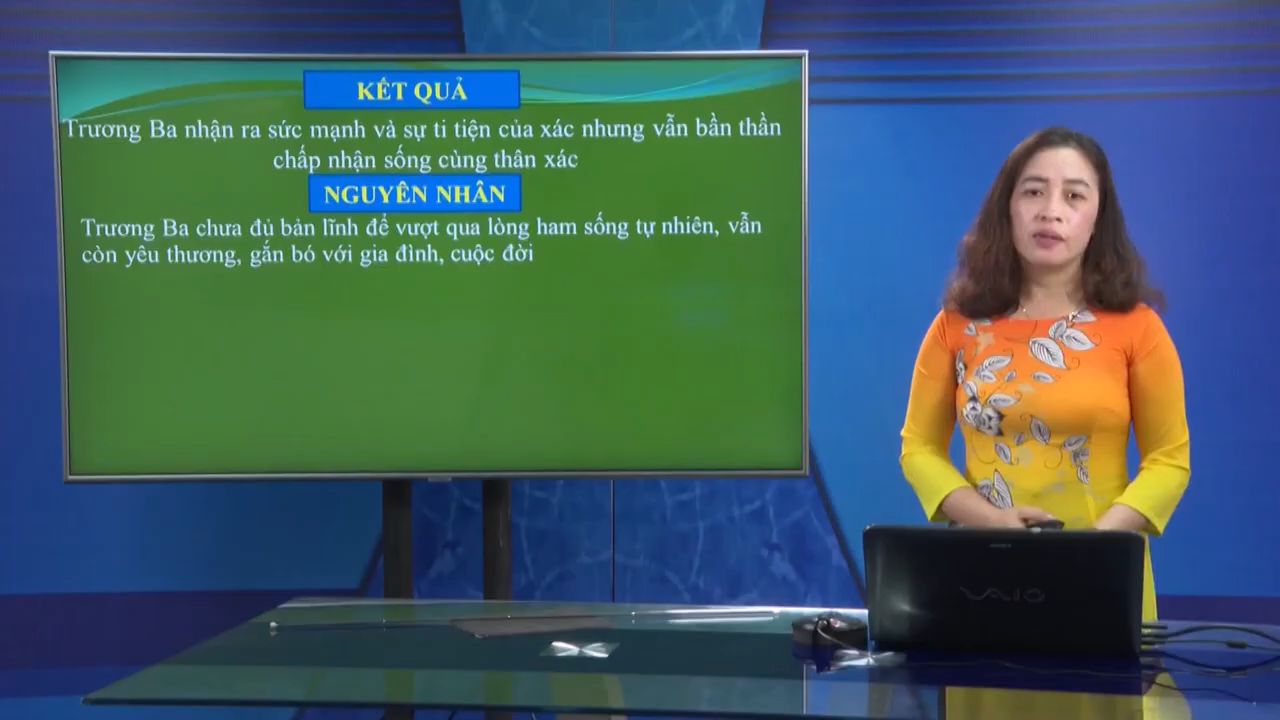 KẾT QUẢ
Trương Ba nhận ra sức mạnh và sự ti tiện của xác nhưng vẫn bần thần
chấp nhận sống cùng thân xác
NGUYÊN NHÂN
Trương Ba chưa đủ bản lĩnh để vượt qua lòng ham sống tự nhiên, vẫn
còn yêu thương, gắn bó với gia đình, cuộc đời
VAIO